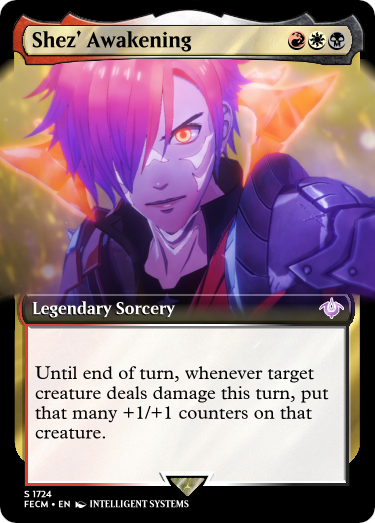 Shez' Awakening
Legendary Sorcery
Until end of turn, whenever target
creature deals damage this turn, put
that many +1/+1 counters on that
creature.
S 1724
FECM • EN INTELLIGENT SYSTEMS